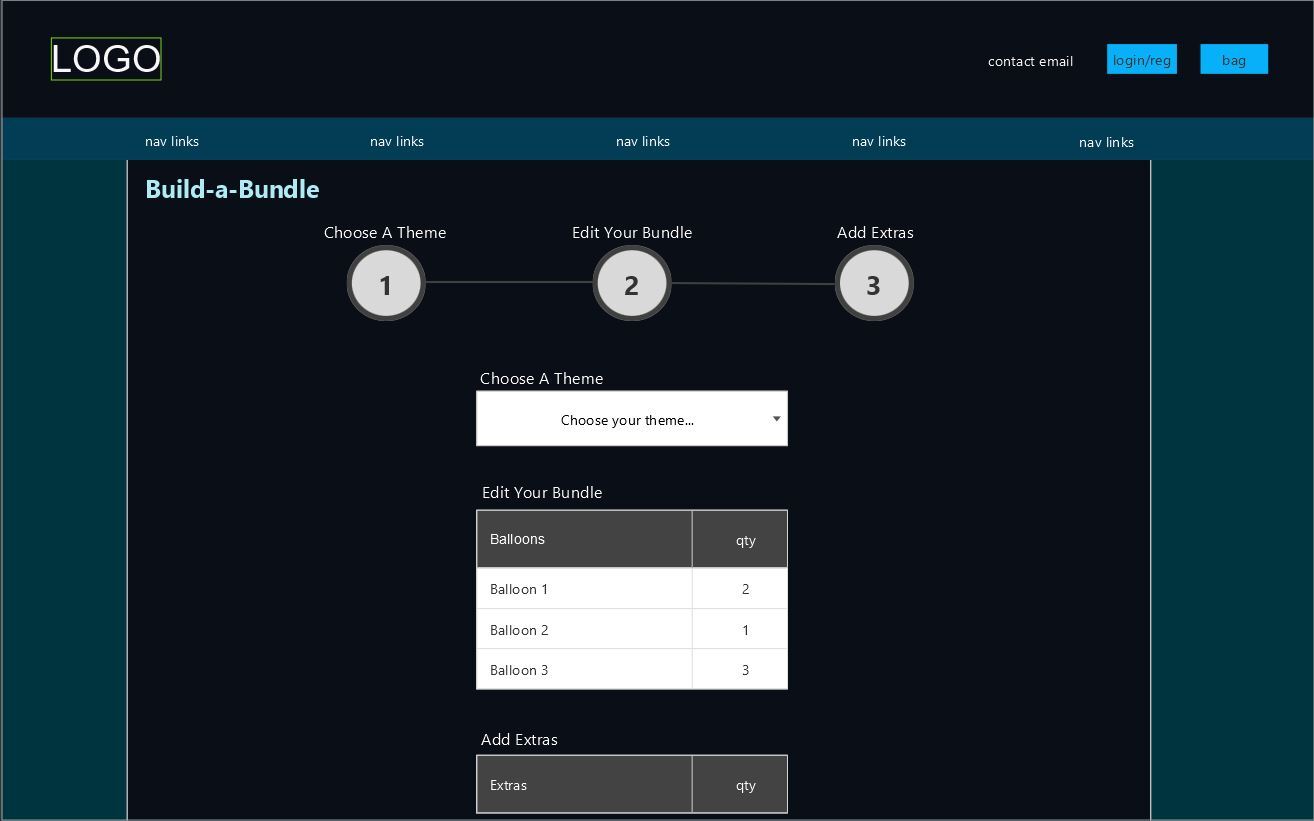 LOGO
contact email
login/reg
bag
nav links
nav links
nav links
nav links
nav links
Build-a-Bundle
Choose A Theme
Edit Your Bundle
Add Extras
1
2
3
Choose A Theme
Choose your theme...
Edit Your Bundle
Balloons qty
Balloon 1 2
Balloon 2 1
Balloon 3 3
Add Extras
Extras qty